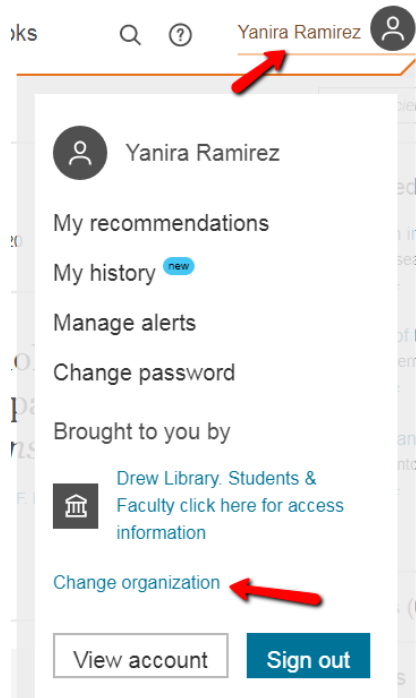 Yanira Ramirez
Yanira Ramirez
My recommendations
My history new
Manage alerts
Change password
Brought to you by
Drew Library. Students &
Faculty click here for access
information
Change organization
View account
Sign out